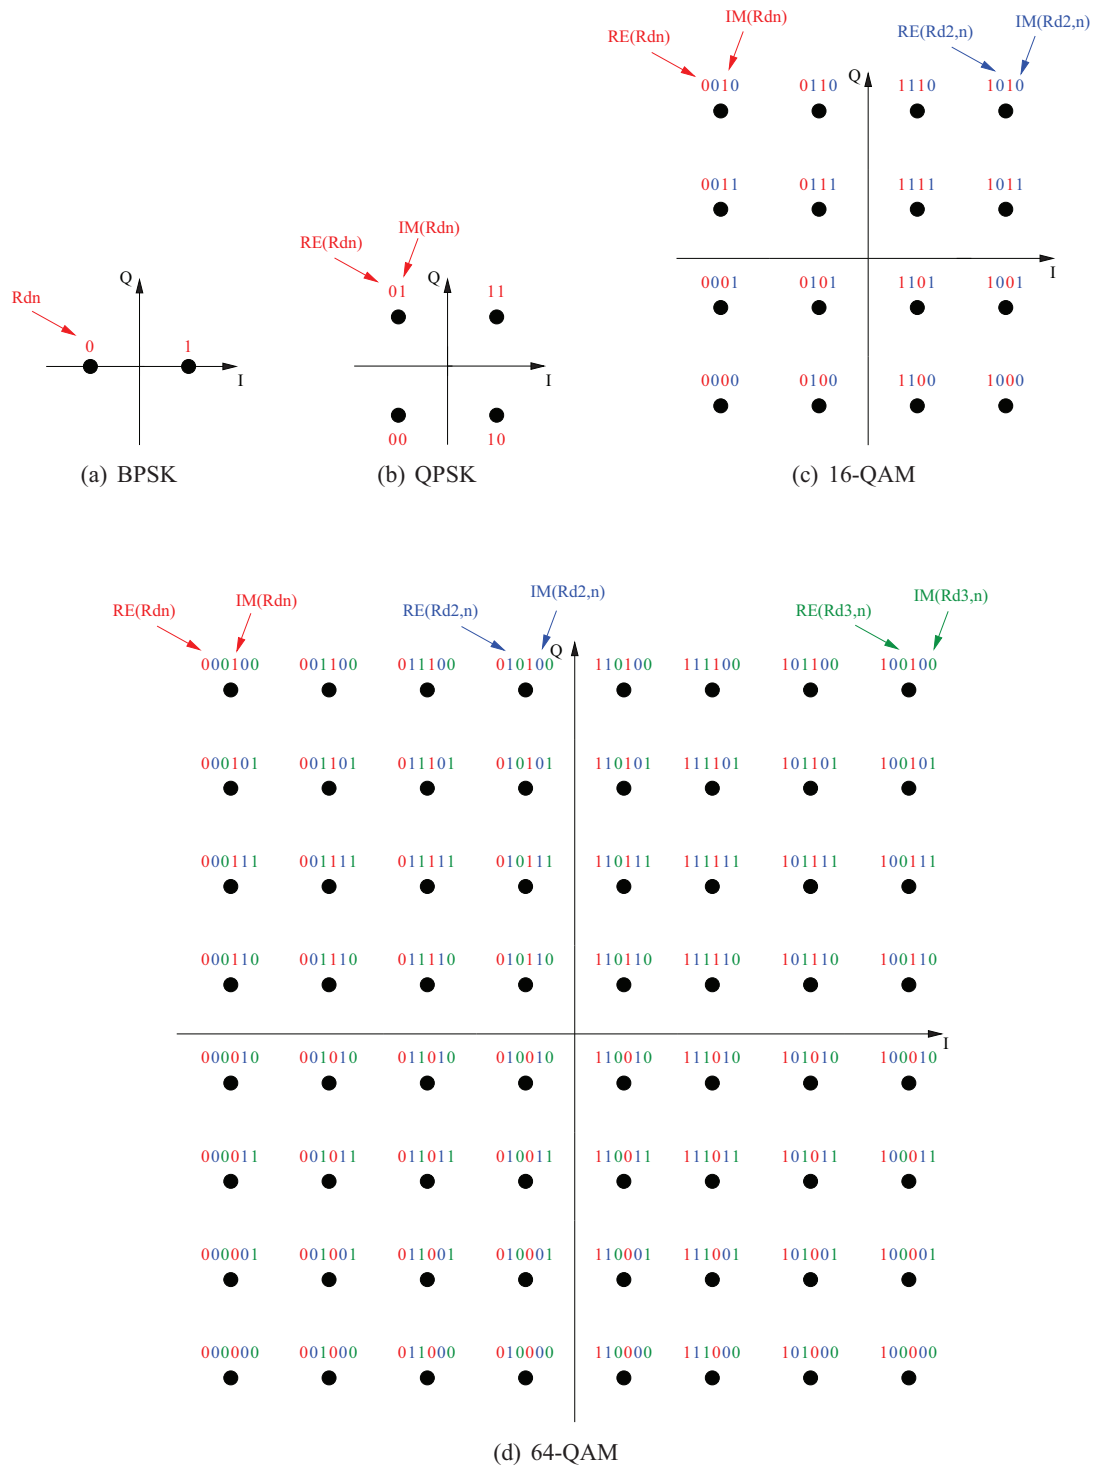 RE(Rdn) IM(Rdn) RE(Rd2,n) IM(Rd2,n)
Q
0010 0110 1110 1010
0011 0111 1111 1011
I
0001 0101 1101 1001
0000 0100 1100 1000
(c) 16-QAM
Rdn
Q
0 1
I
(a) BPSK
RE(Rdn) IM(Rdn)
Q
01 11
I
00 10
(b) QPSK
RE(Rdn) IM(Rdn) RE(Rd2,n) IM(Rd2,n) RE(Rd3,n) IM(Rd3,n)
Q
000100 001100 011100 010100 110100 111100 101100 100100
000101 001101 011101 010101 110101 111101 101101 100101
000111 001111 011111 010111 110111 111111 101111 100111
000110 001110 011110 010110 110110 111110 101110 100110
I
000010 001010 011010 010010 110010 111010 101010 100010
000011 001011 011011 010011 110011 111011 101011 100011
000001 001001 011001 010001 110001 111001 101001 100001
000000 001000 011000 010000 110000 111000 101000 100000
(d) 64-QAM